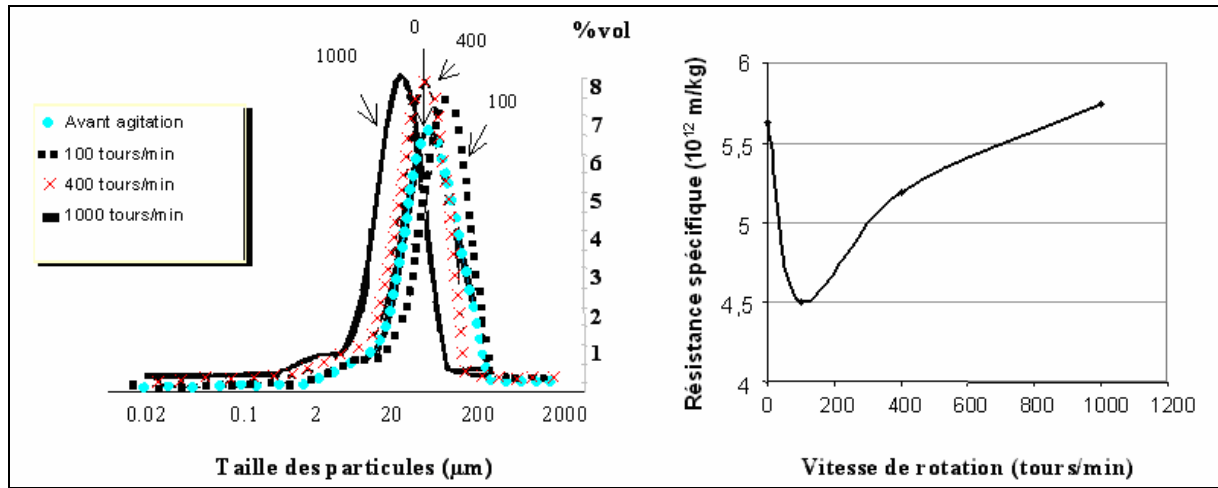 %vol
0
400
1000
100
Avant agitation
100 tours/min
400 tours/min
1000 tours/min
8
7
6
5
4
3
2
1
0.02 0.1 2 20 200 2000
Taille des particules (µm)
Résistance spécifique (10¹² m/kg)
6
5,5
5
4,5
4
0 200 400 600 800 1000 1200
Vitesse de rotation (tours/min)